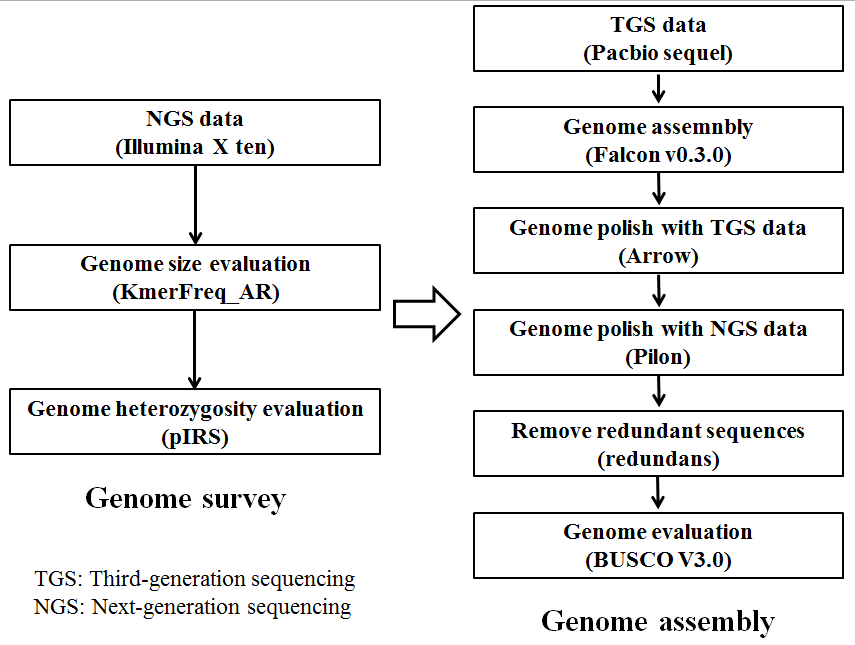 NGS data
(Illumina X ten)
Genome size evaluation
(KmerFreq_AR)
Genome heterozygosity evaluation
(pIRS)
Genome survey
TGS: Third-generation sequencing
NGS: Next-generation sequencing
TGS data
(Pacbio sequel)
Genome assemnbly
(Falcon v0.3.0)
Genome polish with TGS data
(Arrow)
Genome polish with NGS data
(Pilon)
Remove redundant sequences
(redundans)
Genome evaluation
(BUSCO V3.0)
Genome assembly